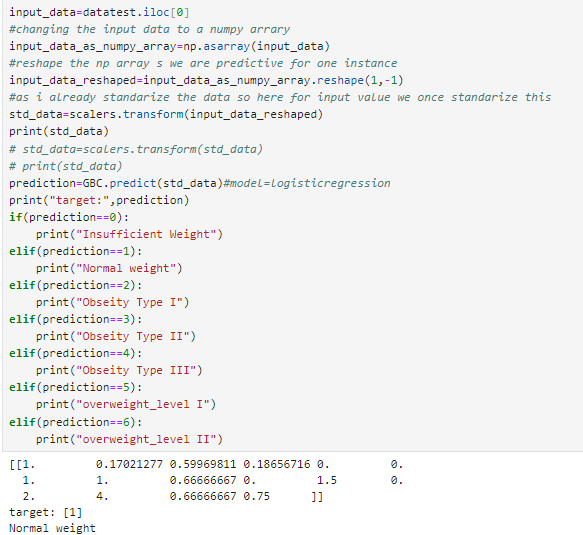 input_data=datatest.iloc[0]
#changing the input data to a numpy arrary
input_data_as_numpy_array=np.asarray(input_data)
#reshape the np array s we are predictive for one instance
input_data_reshaped=input_data_as_numpy_array.reshape(1,-1)
#as i already standarize the data so here for input value we once standarize this
std_data=scalers.transform(input_data_reshaped)
print(std_data)
# std_data=scalers.transform(std_data)
# print(std_data)
prediction=GBC.predict(std_data)#model=logisticregression
print("target:",prediction)
if(prediction==0):
    print("Insufficient Weight")
elif(prediction==1):
    print("Normal weight")
elif(prediction==2):
    print("Obseity Type I")
elif(prediction==3):
    print("Obseity Type II")
elif(prediction==4):
    print("Obseity Type III")
elif(prediction==5):
    print("overweight_level I")
elif(prediction==6):
    print("overweight_level II")
[[1.         0.17021277 0.59969811 0.18656716 0.         0.
  1.         1.         0.66666667 0.         1.5        0.
  2.         4.         0.66666667 0.75      ]]
target: [1]
Normal weight